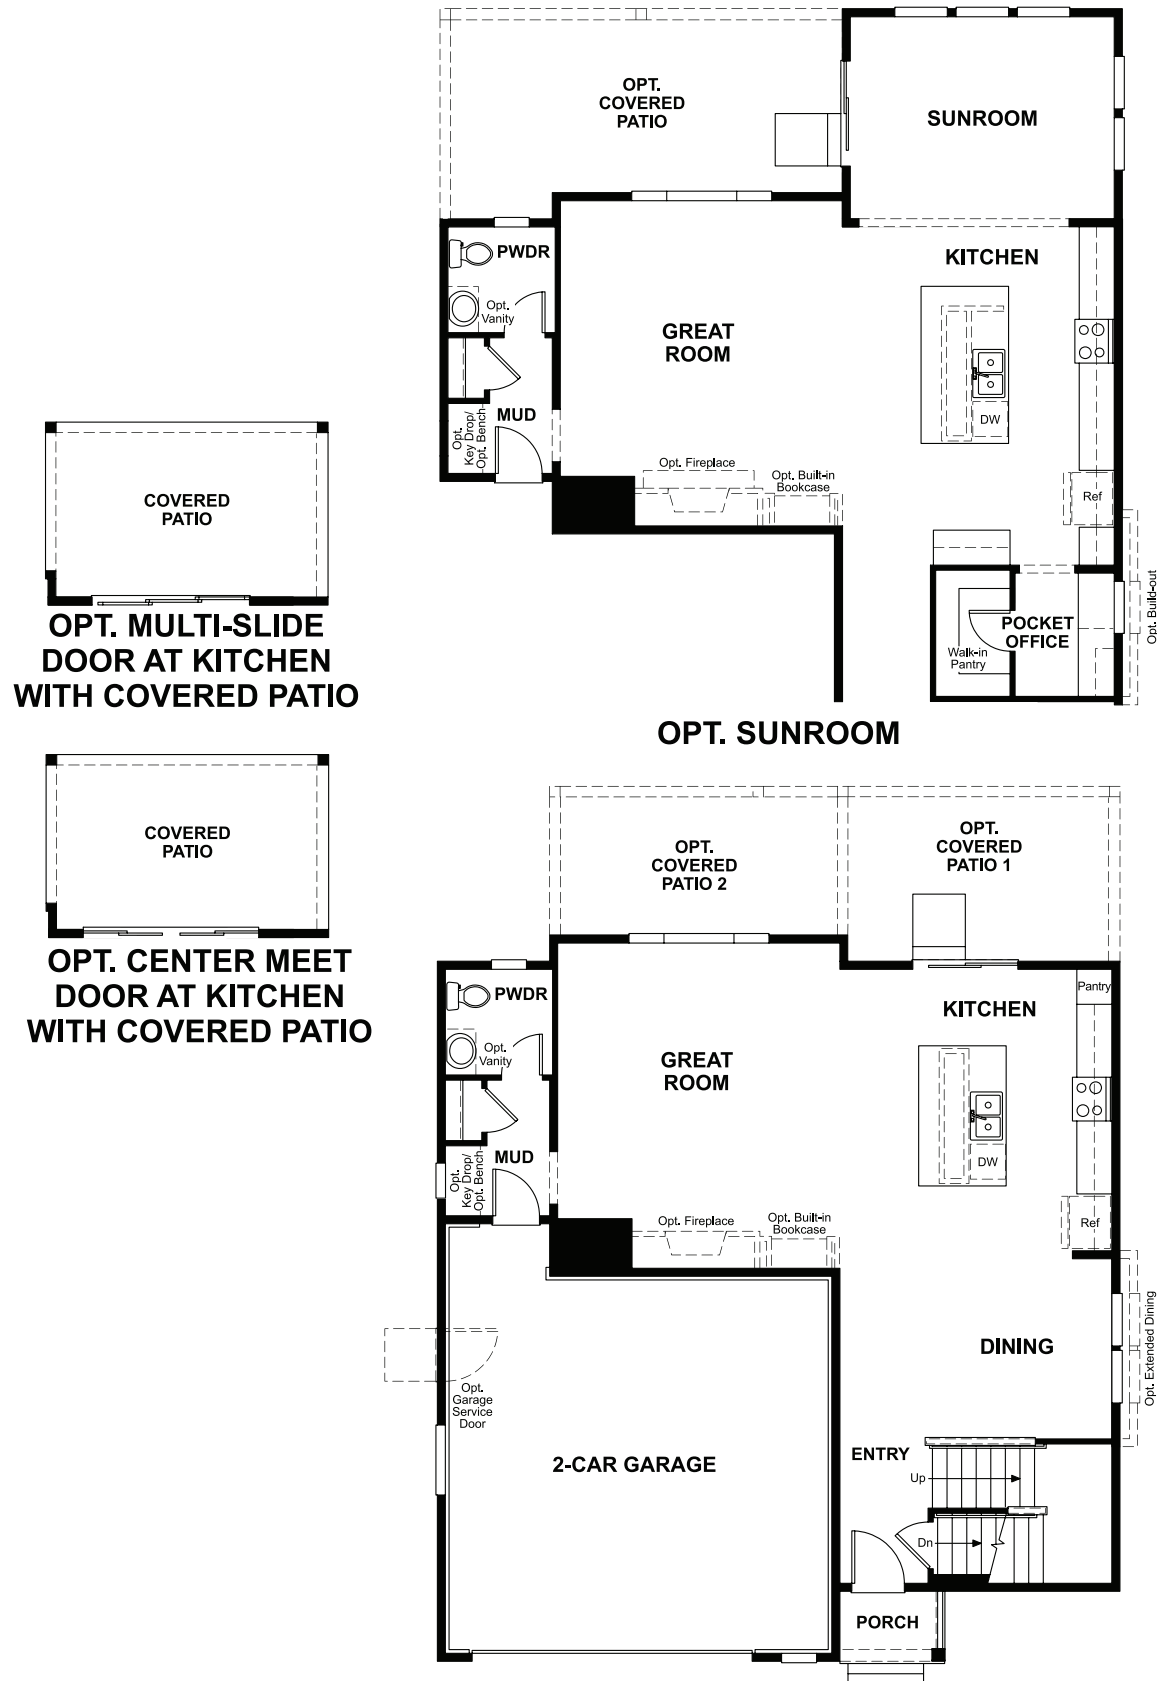 OPT.
COVERED
PATIO
SUNROOM
PWDR
KITCHEN
Opt.
Vanity
GREAT
ROOM
MUD
Opt.
Key Drop/
Opt. Bench
DW
Opt. Fireplace
Opt. Built-in
Bookcase
Ref
Opt. Build-out
POCKET
OFFICE
Walk-in
Pantry
OPT. SUNROOM
COVERED
PATIO
OPT. MULTI-SLIDE
DOOR AT KITCHEN
WITH COVERED PATIO
COVERED
PATIO
OPT. CENTER MEET
DOOR AT KITCHEN
WITH COVERED PATIO
OPT.
COVERED
PATIO 2
OPT.
COVERED
PATIO 1
PWDR
KITCHEN
Pantry
Opt.
Vanity
GREAT
ROOM
MUD
Opt.
Key Drop/
Opt. Bench
DW
Opt. Fireplace
Opt. Built-in
Bookcase
Ref
DINING
Opt. Extended Dining
Opt.
Garage
Service
Door
2-CAR GARAGE
ENTRY
Up
Dn
PORCH